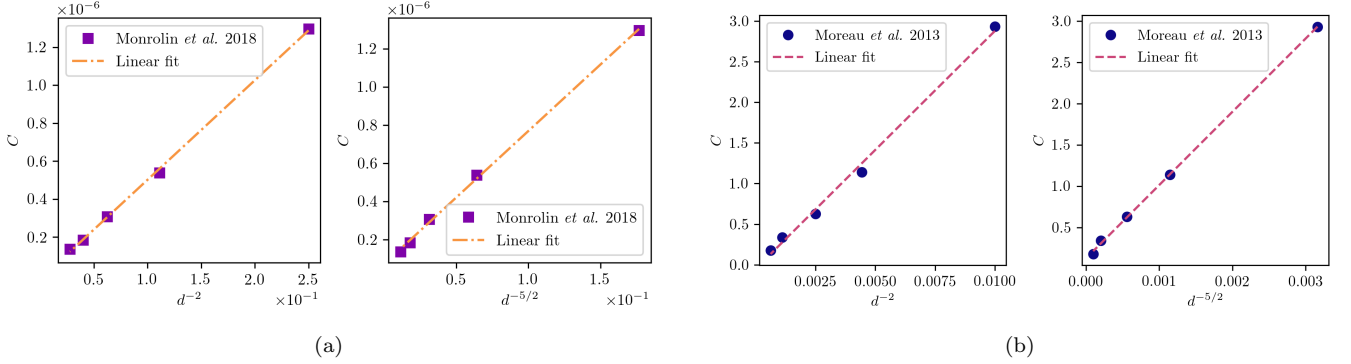 ×10⁻⁶
1.2
1.0
0.8
0.6
0.4
0.2
C
Monrolin et al. 2018
Linear fit
0.5
1.0
1.5
2.0
2.5
d⁻²
×10⁻¹
×10⁻⁶
1.2
1.0
0.8
0.6
0.4
0.2
C
Monrolin et al. 2018
Linear fit
0.5
1.0
1.5
d⁻⁵/²
×10⁻¹
(a)
3.0
2.5
2.0
1.5
1.0
0.5
0.0
C
Moreau et al. 2013
Linear fit
0.0025
0.0050
0.0075
0.0100
d⁻²
3.0
2.5
2.0
1.5
1.0
0.5
0.0
C
Moreau et al. 2013
Linear fit
0.000
0.001
0.002
0.003
d⁻⁵/²
(b)